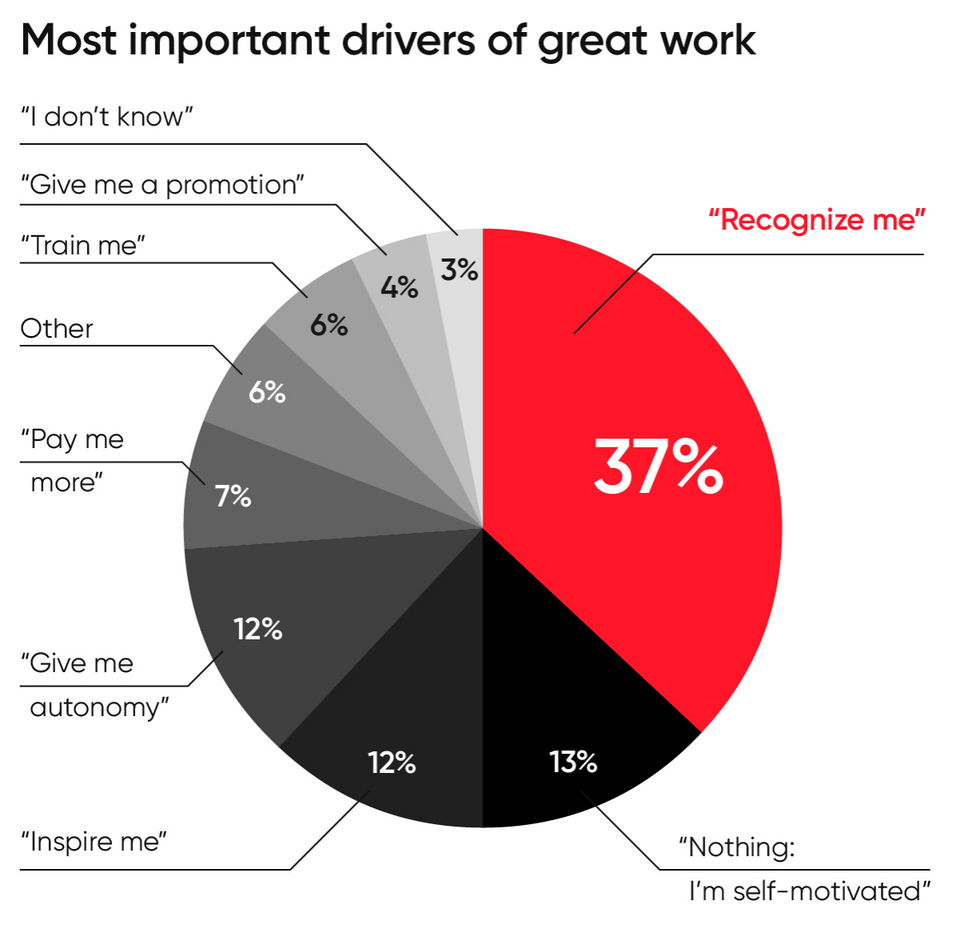 Most important drivers of great work
“I don’t know”
“Give me a promotion”
“Train me”
Other
“Pay me
more”
“Give me
autonomy”
“Inspire me”
“Recognize me”
“Nothing:
I’m self-motivated”
3%
4%
6%
6%
7%
12%
12%
13%
37%